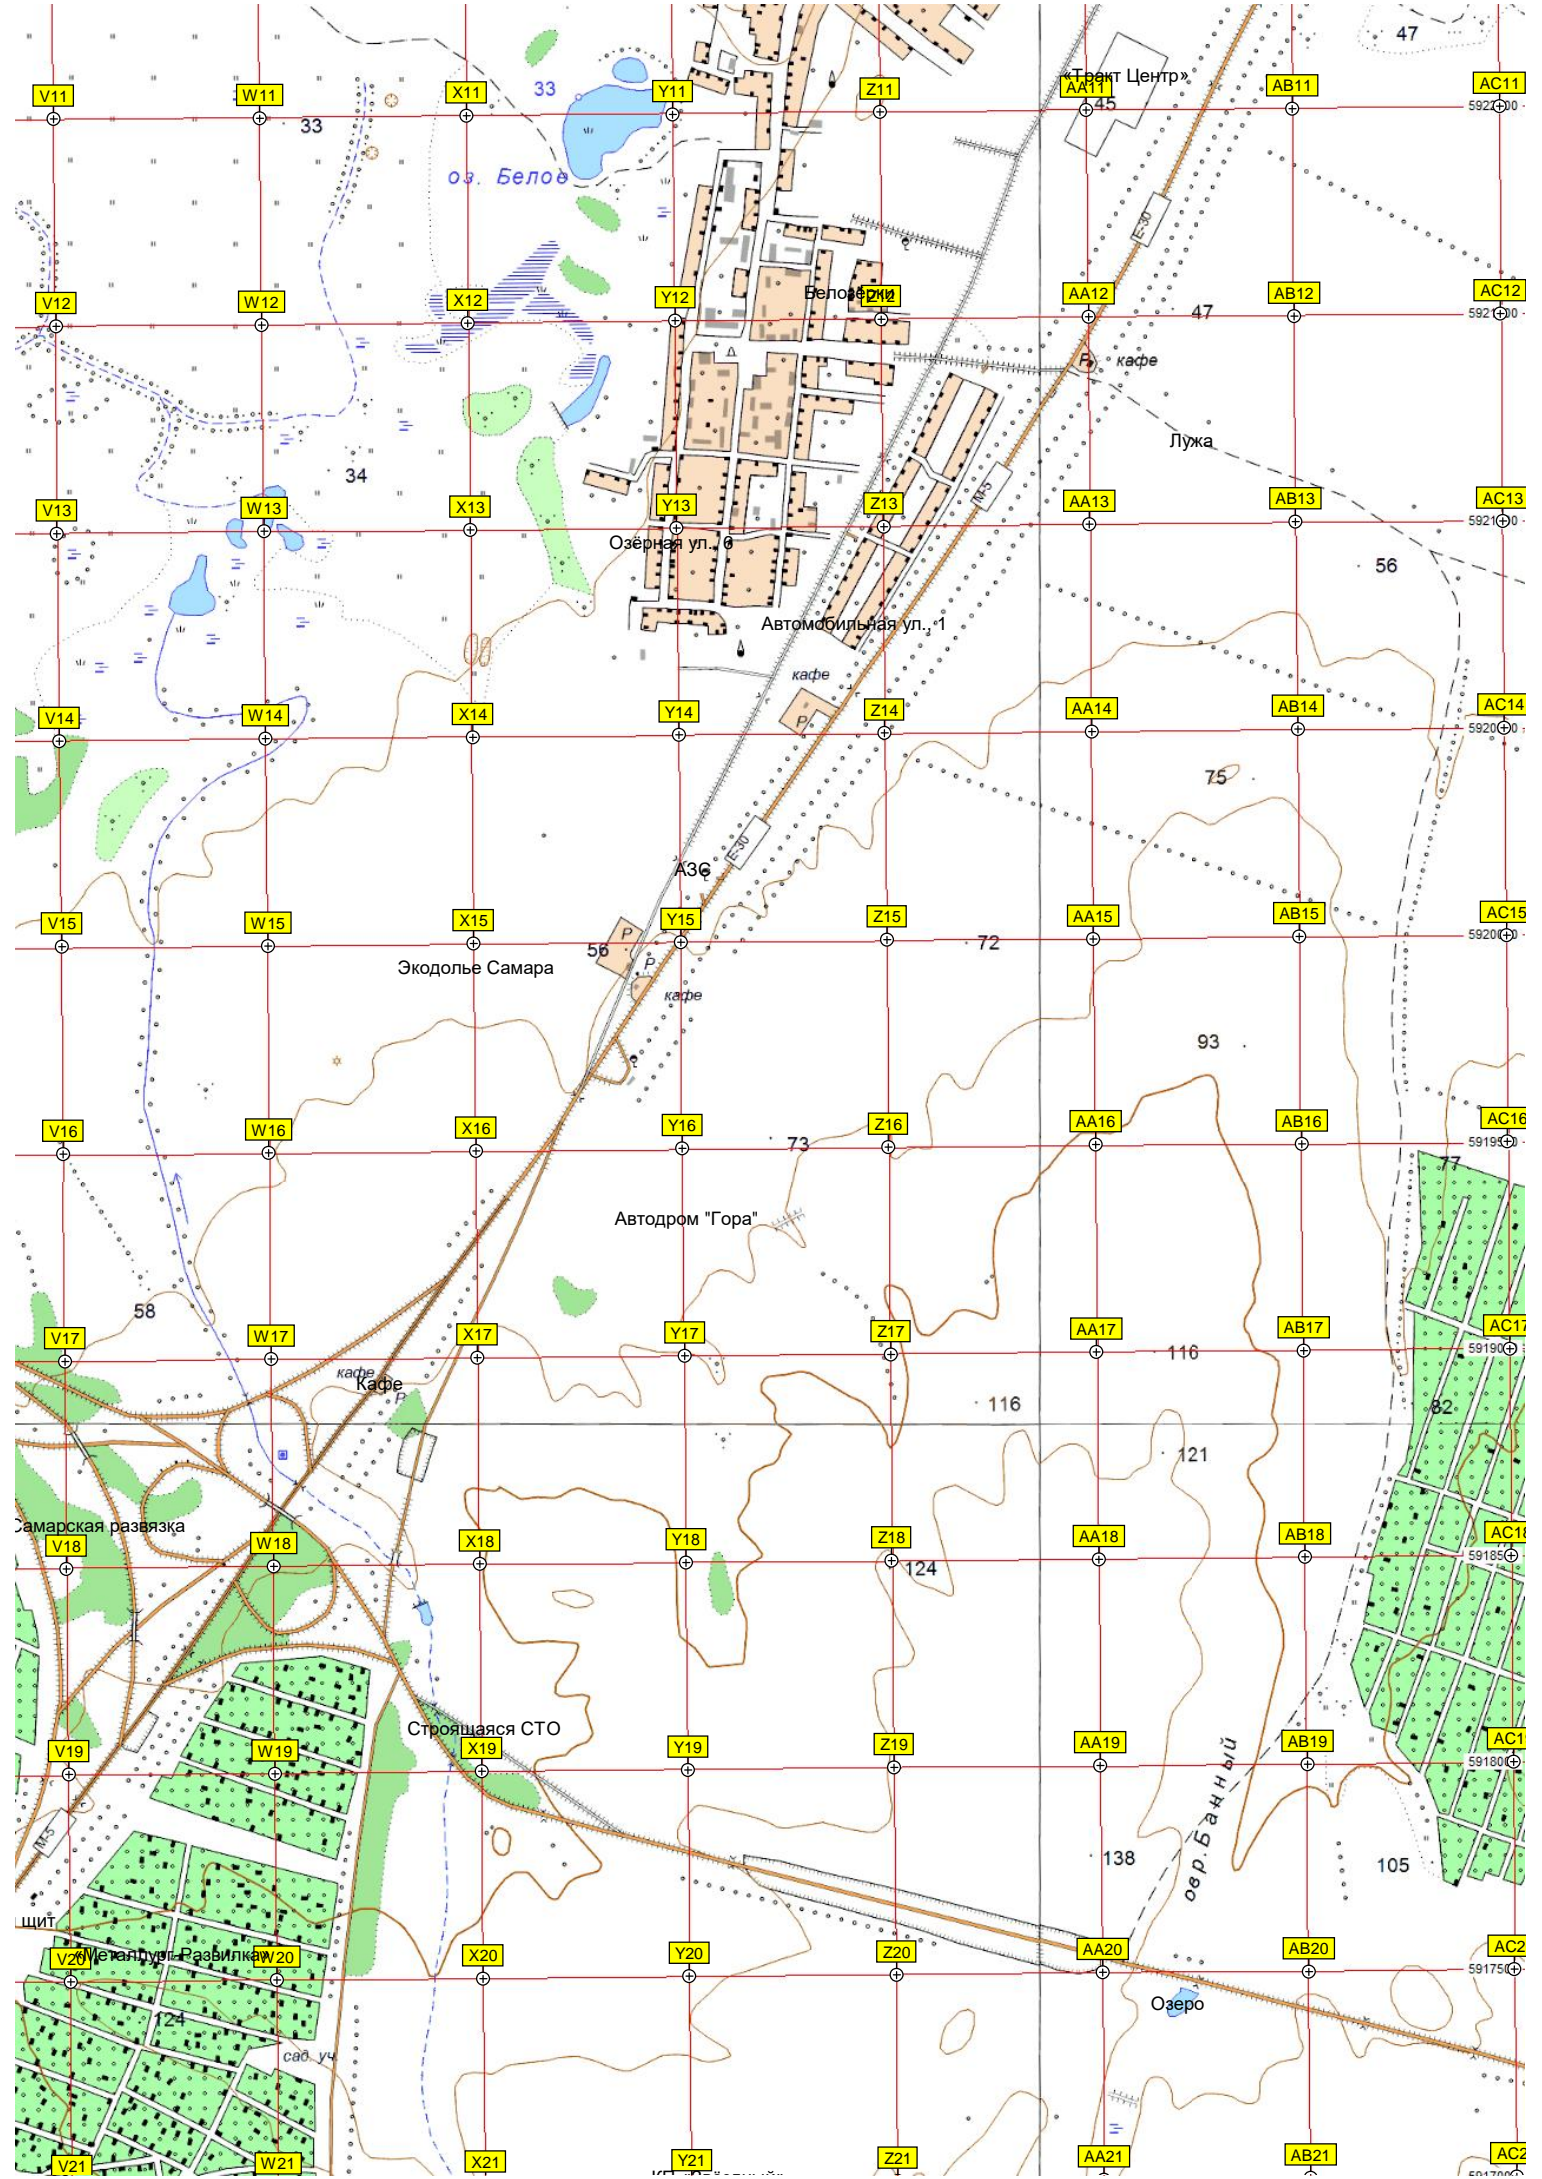 47
«Тракт Центр»
V11 W11 X11 33 Y11 Z11 AA11 AB11 AC11
45
33
оз. Белое
E-30
Белозёрки
V12 W12 X12 Y12 Z12 AA12 47 AB12 AC12
P кафе
Лужа
34
M-5
V13 W13 X13 Y13 Z13 AA13 AB13 AC13
Озёрная ул., 6
56
Автомобильная ул., 1
кафе
P
V14 W14 X14 Y14 Z14 AA14 AB14 AC14
75
E-30
АЗС
V15 W15 X15 Y15 Z15 AA15 AB15 AC15
P
56
72
Экодолье Самара
P
кафе
93
V16 W16 X16 Y16 Z16 AA16 AB16 AC16
73
77
Автодром "Гора"
58
V17 W17 X17 Y17 Z17 AA17 AB17 AC17
116
кафе
Кафе
P
116
82
121
Самарская развязка
V18 W18 X18 Y18 Z18 AA18 AB18 AC18
124
Строящаяся СТО
V19 W19 X19 Y19 Z19 AA19 AB19
овр. Банный
M-5
138
105
щит
«Металлург-Развилка»
V20 W20 X20 Y20 Z20 AA20 AB20
Озеро
124
сад. уч.
V21 W21 X21 Y21 Z21 AA21 AB21